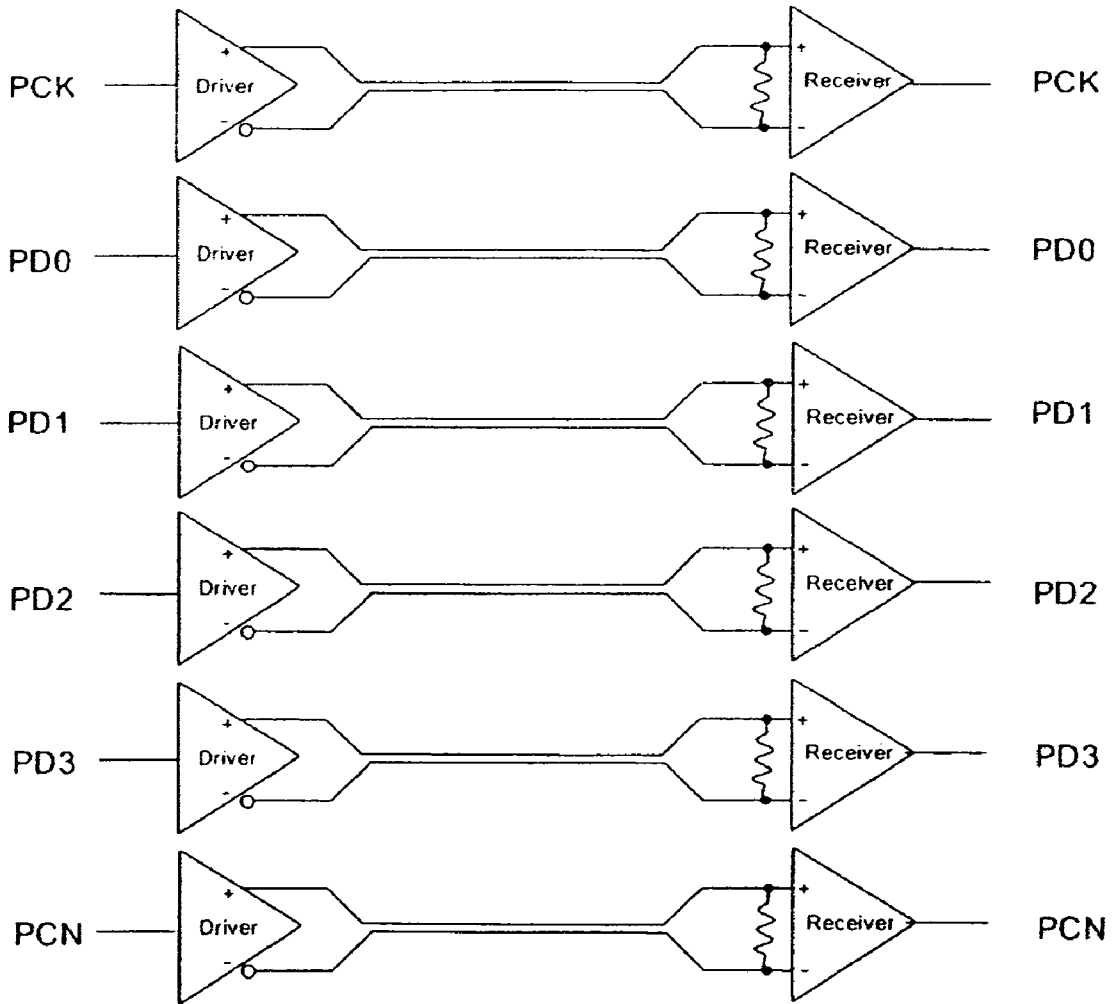 PCK + Driver - + Receiver - PCK
PD0 + Driver - + Receiver - PD0
PD1 + Driver - + Receiver - PD1
PD2 + Driver - + Receiver - PD2
PD3 + Driver - + Receiver - PD3
PCN + Driver - + Receiver - PCN